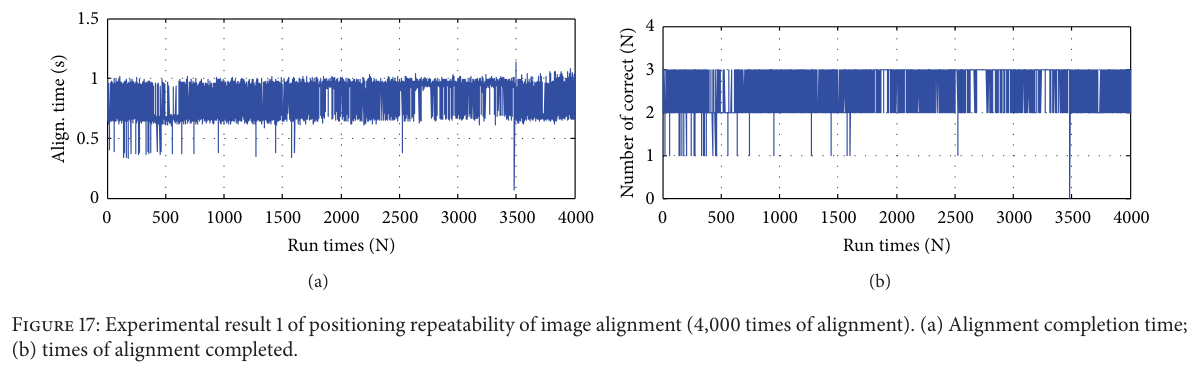 1.5
1
0.5
0
Align. time (s)
0 500 1000 1500 2000 2500 3000 3500 4000
Run times (N)
(a)
4
3
2
1
0
Number of correct (N)
0 500 1000 1500 2000 2500 3000 3500 4000
Run times (N)
(b)
Figure 17: Experimental result 1 of positioning repeatability of image alignment (4,000 times of alignment). (a) Alignment completion time;
(b) times of alignment completed.